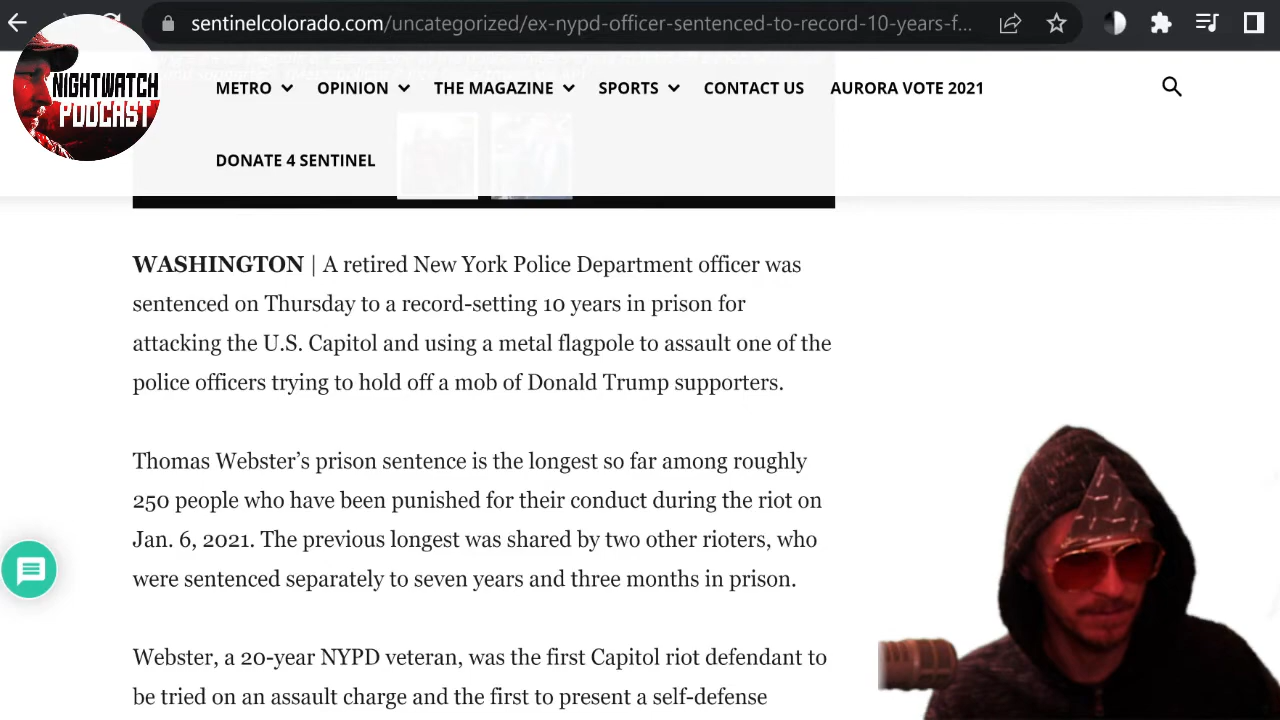 sentinelcolorado.com/uncategorized/ex-nypd-officer-sentenced-to-record-10-years-f...
NIGHTWATCH
PODCAST
METRO OPINION THE MAGAZINE SPORTS CONTACT US AURORA VOTE 2021
DONATE 4 SENTINEL
WASHINGTON | A retired New York Police Department officer was
sentenced on Thursday to a record-setting 10 years in prison for
attacking the U.S. Capitol and using a metal flagpole to assault one of the
police officers trying to hold off a mob of Donald Trump supporters.
Thomas Webster’s prison sentence is the longest so far among roughly
250 people who have been punished for their conduct during the riot on
Jan. 6, 2021. The previous longest was shared by two other rioters, who
were sentenced separately to seven years and three months in prison.
Webster, a 20-year NYPD veteran, was the first Capitol riot defendant to
be tried on an assault charge and the first to present a self-defense